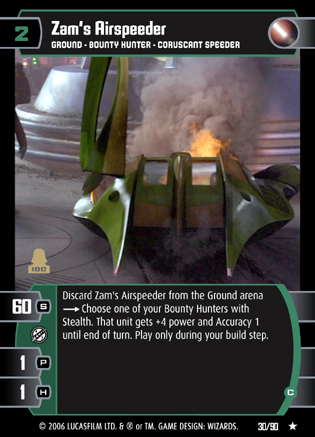 2
Zam's Airspeeder
GROUND • BOUNTY HUNTER • CORUSCANT SPEEDER
IDC
60 S
Discard Zam's Airspeeder from the Ground arena
→ Choose one of your Bounty Hunters with
Stealth. That unit gets +4 power and Accuracy 1
until end of turn. Play only during your build step.
1 P
1 H
C
© 2006 LUCASFILM LTD. & ® or TM. GAME DESIGN: WIZARDS. 30/90 ★